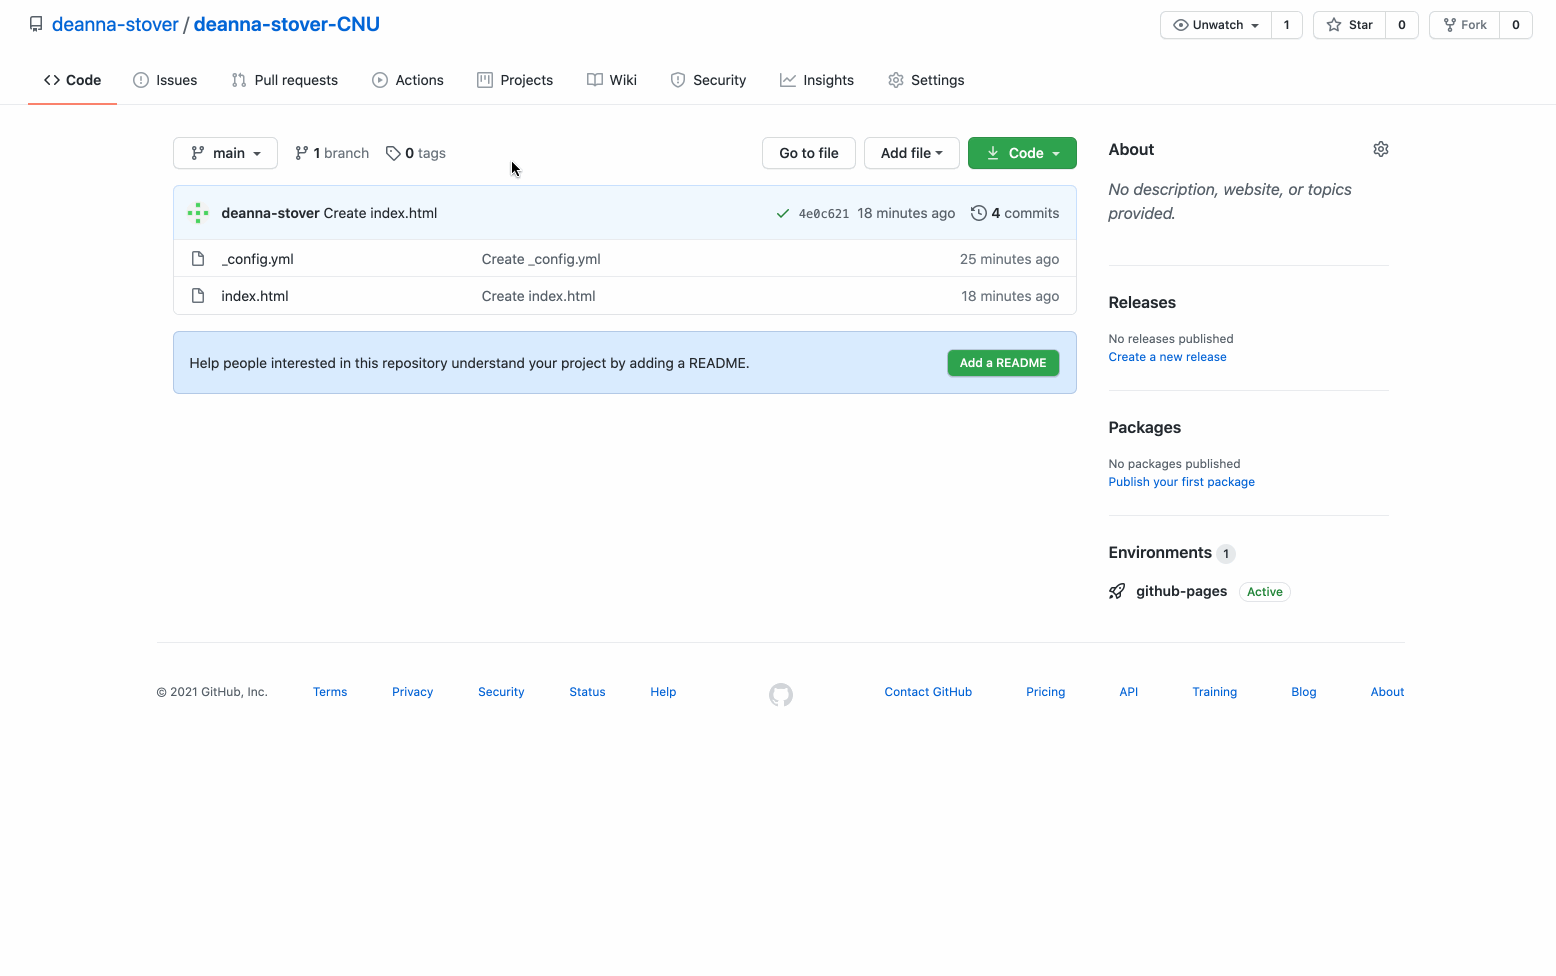 deanna-stover / deanna-stover-CNU
Unwatch 1 Star 0 Fork 0
Code Issues Pull requests Actions Projects Wiki Security Insights Settings
main 1 branch 0 tags Go to file Add file Code
deanna-stover Create index.html 4e0c621 18 minutes ago 4 commits
_config.yml Create _config.yml 25 minutes ago
index.html Create index.html 18 minutes ago
Help people interested in this repository understand your project by adding a README. Add a README
About
No description, website, or topics
provided.
Releases
No releases published
Create a new release
Packages
No packages published
Publish your first package
Environments 1
github-pages Active
© 2021 GitHub, Inc. Terms Privacy Security Status Help Contact GitHub Pricing API Training Blog About